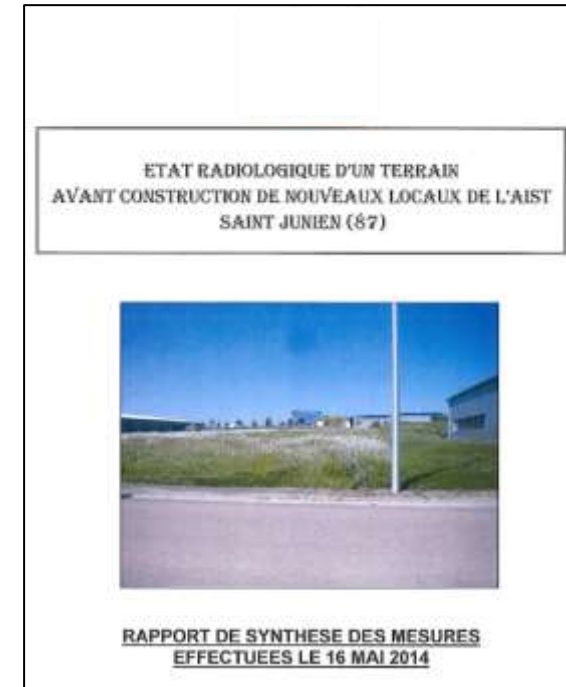 ETAT RADIOLOGIQUE D'UN TERRAIN
AVANT CONSTRUCTION DE NOUVEAUX LOCAUX DE L'AIST
SAINT JUNIEN (87)
RAPPORT DE SYNTHESE DES MESURES
EFFECTUEES LE 16 MAI 2014